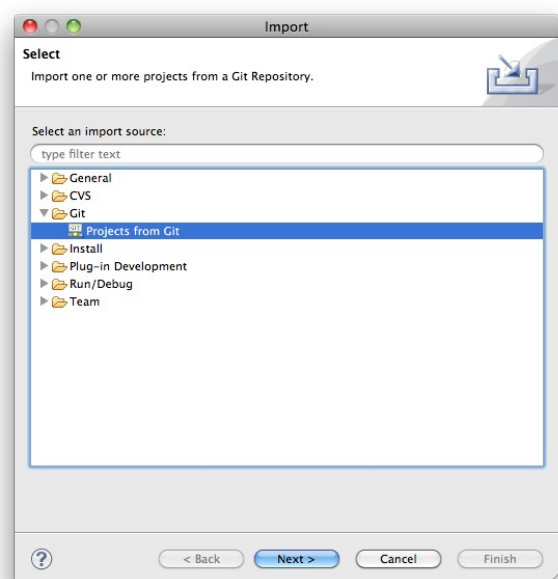 Import
Select
Import one or more projects from a Git Repository.
Select an import source:
type filter text
General
CVS
Git
GIT Projects from Git
Install
Plug-in Development
Run/Debug
Team
?
< Back Next > Cancel Finish